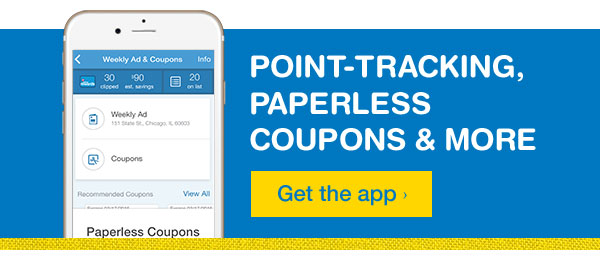 Weekly Ad & Coupons Info
30 $90 20
clipped est. savings on list
Weekly Ad
151 State St., Chicago, IL 60603
Coupons
Recommended Coupons View All
Paperless Coupons
POINT-TRACKING,
PAPERLESS
COUPONS & MORE
Get the app ›